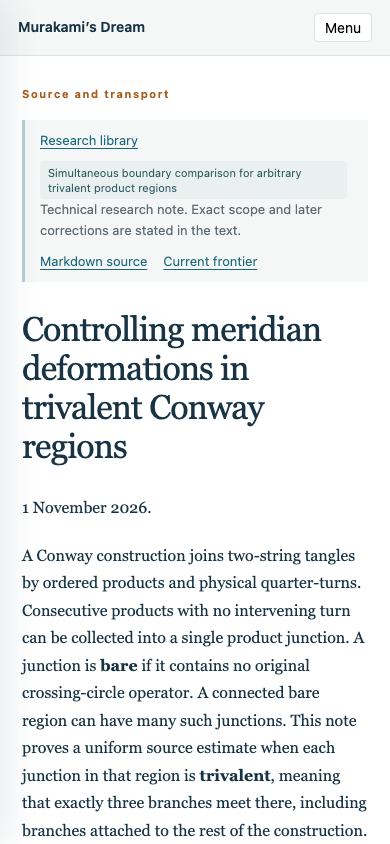 Murakami's Dream
Menu
Source and transport
Research library
Simultaneous boundary comparison for arbitrary
trivalent product regions
Technical research note. Exact scope and later
corrections are stated in the text.
Markdown source
Current frontier
Controlling meridian
deformations in
trivalent Conway
regions
1 November 2026.
A Conway construction joins two-string tangles
by ordered products and physical quarter-turns.
Consecutive products with no intervening turn
can be collected into a single product junction. A
junction is bare if it contains no original
crossing-circle operator. A connected bare
region can have many such junctions. This note
proves a uniform source estimate when each
junction in that region is trivalent, meaning
that exactly three branches meet there, including
branches attached to the rest of the construction.